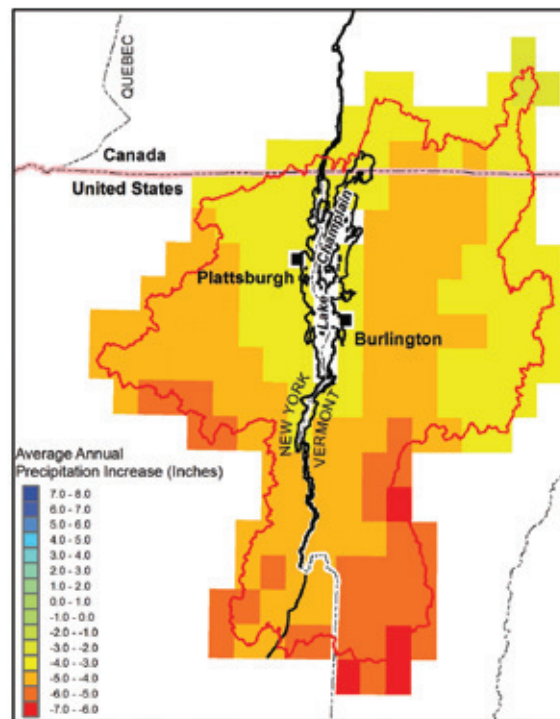 QUEBEC
Canada
United States
Plattsburgh
Lake Champlain
Burlington
NEW YORK
VERMONT
Average Annual
Precipitation Increase (Inches)
7.0 - 8.0
6.0 - 7.0
5.0 - 6.0
4.0 - 5.0
3.0 - 4.0
2.0 - 3.0
1.0 - 2.0
0.0 - 1.0
-1.0 - 0.0
-2.0 - -1.0
-3.0 - -2.0
-4.0 - -3.0
-5.0 - -4.0
-6.0 - -5.0
-7.0 - -6.0